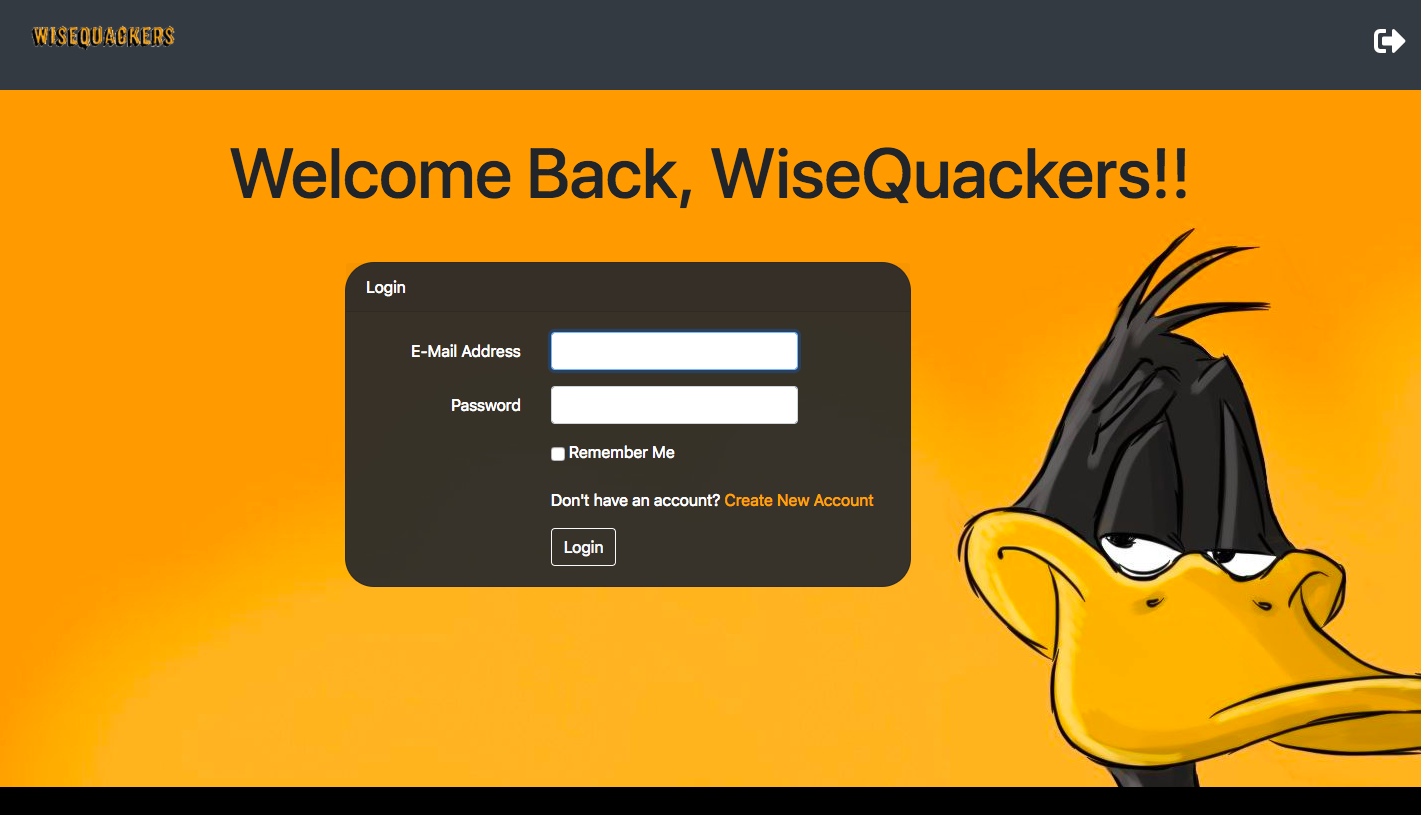 WISEQUACKERS
Welcome Back, WiseQuackers!!
Login
E-Mail Address
Password
Remember Me
Don't have an account? Create New Account
Login